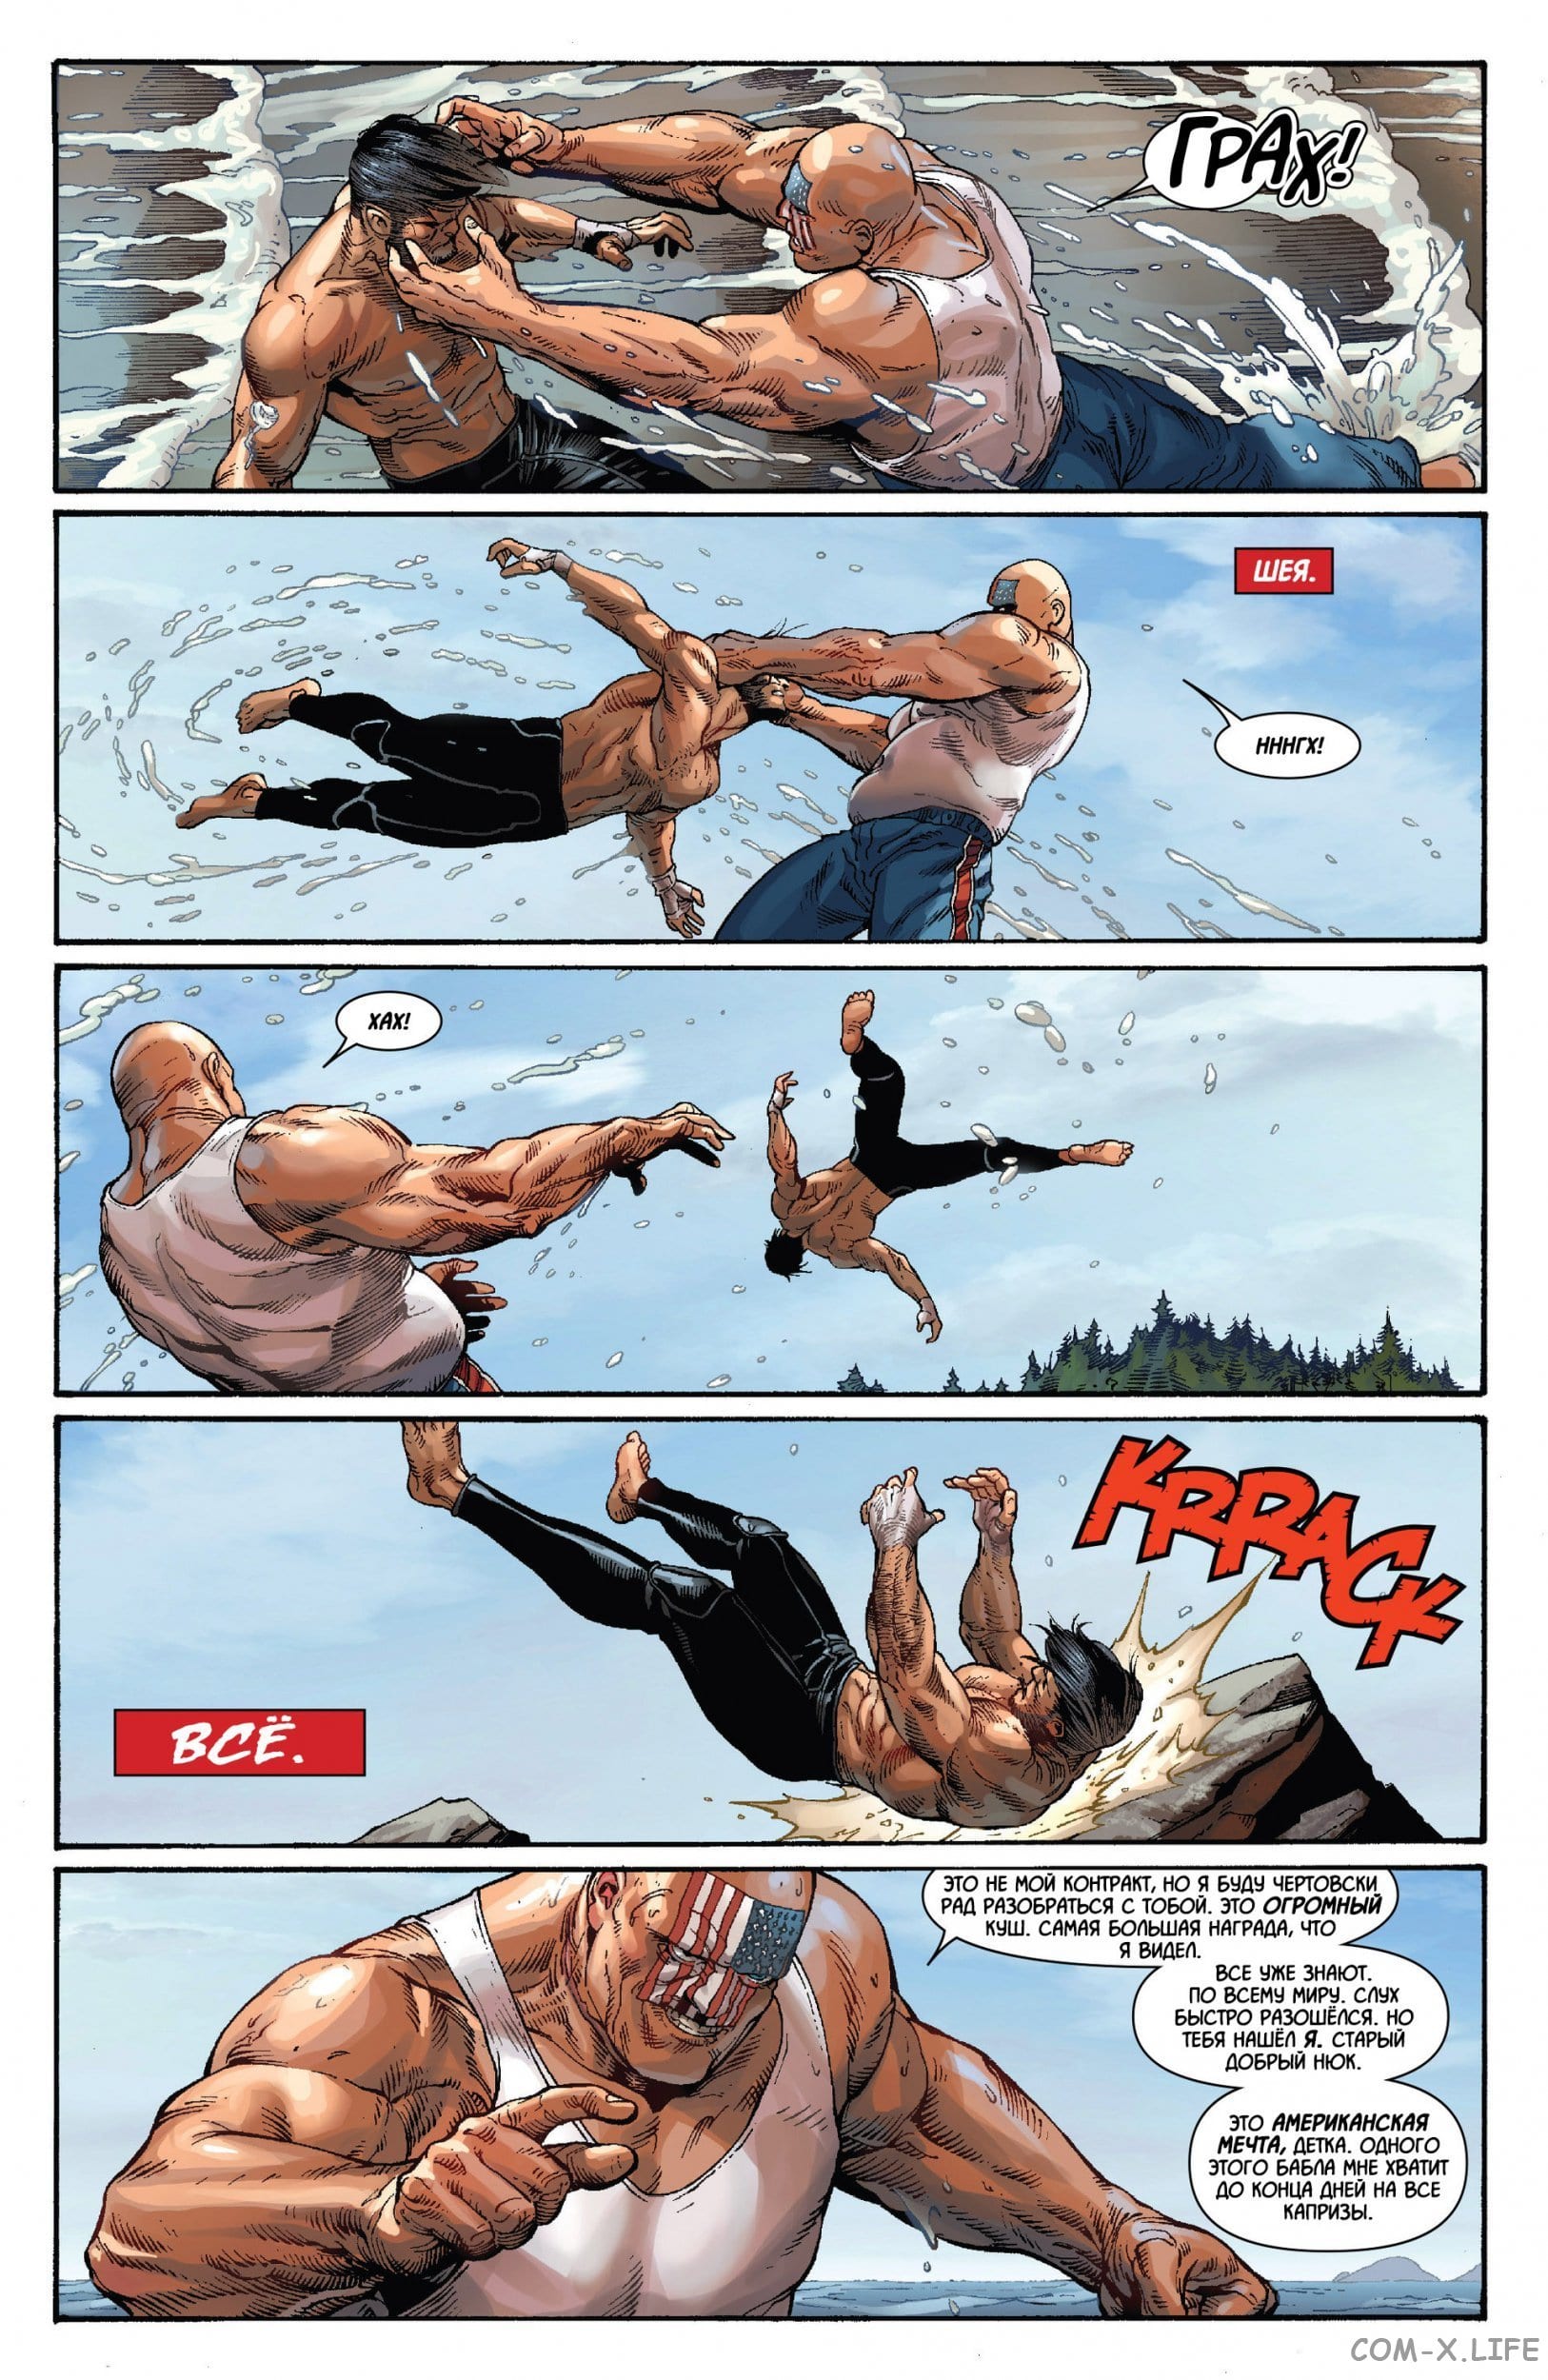 ГРАХ!
ШЕЯ.
НННГХ!
ХАХ!
KRRACK
ВСЁ.
ЭТО НЕ МОЙ КОНТРАКТ, НО Я БУДУ ЧЕРТОВСКИ
РАД РАЗОБРАТЬСЯ С ТОБОЙ. ЭТО ОГРОМНЫЙ
КУШ. САМАЯ БОЛЬШАЯ НАГРАДА, ЧТО
Я ВИДЕЛ.
ВСЕ УЖЕ ЗНАЮТ.
ПО ВСЕМУ МИРУ. СЛУХ
БЫСТРО РАЗОШЁЛСЯ. НО
ТЕБЯ НАШЁЛ Я. СТАРЫЙ
ДОБРЫЙ НЮК.
ЭТО АМЕРИКАНСКАЯ
МЕЧТА, ДЕТКА. ОДНОГО
ЭТОГО БАБЛА МНЕ ХВАТИТ
ДО КОНЦА ДНЕЙ НА ВСЕ
КАПРИЗЫ.
COM-X.LIFE